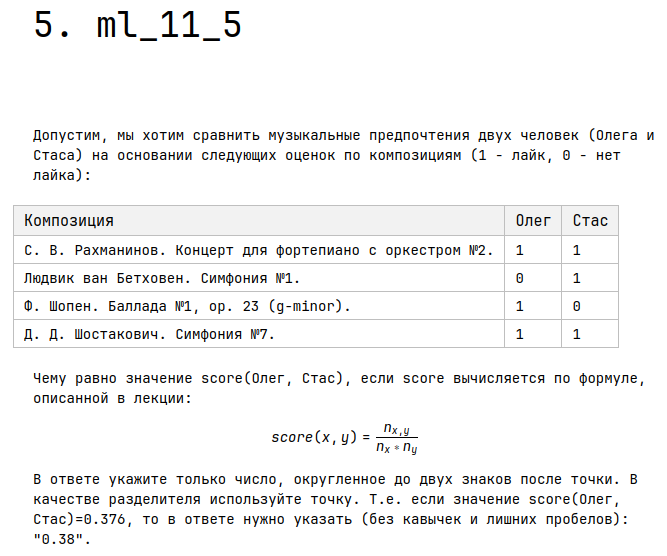 5. ml_11_5
Допустим, мы хотим сравнить музыкальные предпочтения двух человек (Олега и
Стаса) на основании следующих оценок по композициям (1 - лайк, 0 - нет
лайка):
Композиция Олег Стас
С. В. Рахманинов. Концерт для фортепиано с оркестром №2. 1 1
Людвик ван Бетховен. Симфония №1. 0 1
Ф. Шопен. Баллада №1, op. 23 (g-minor). 1 0
Д. Д. Шостакович. Симфония №7. 1 1
Чему равно значение score(Олег, Стас), если score вычисляется по формуле,
описанной в лекции:
score(x, y) = n_{x,y} / (n_x * n_y)
В ответе укажите только число, округленное до двух знаков после точки. В
качестве разделителя используйте точку. Т.е. если значение score(Олег,
Стас)=0.376, то в ответе нужно указать (без кавычек и лишних пробелов):
"0.38".